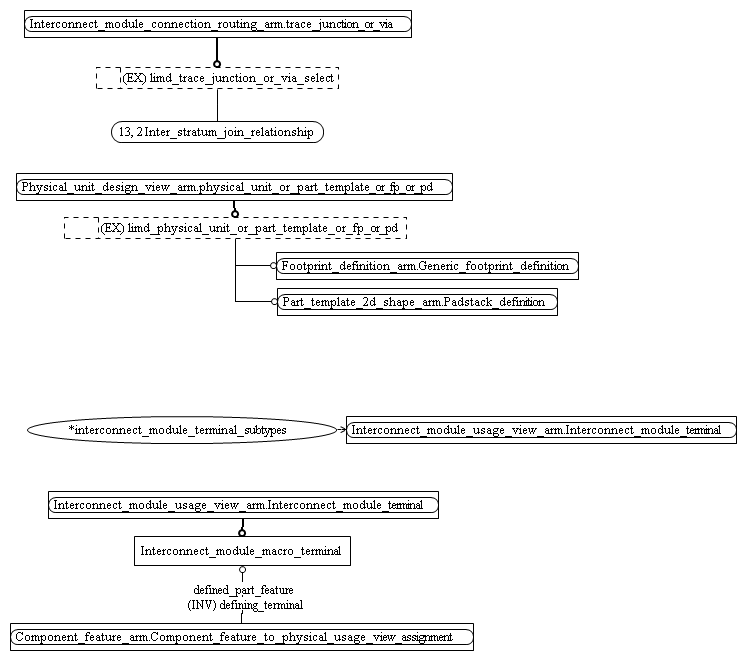 Interconnect_module_connection_routing_arm.trace_junction_or_via
(EX) limd_trace_junction_or_via_select
13, 2 Inter_stratum_join_relationship
Physical_unit_design_view_arm.physical_unit_or_part_template_or_fp_or_pd
(EX) limd_physical_unit_or_part_template_or_fp_or_pd
Footprint_definition_arm.Generic_footprint_definition
Part_template_2d_shape_arm.Padstack_definition
*interconnect_module_terminal_subtypes
Interconnect_module_usage_view_arm.Interconnect_module_terminal
Interconnect_module_usage_view_arm.Interconnect_module_terminal
Interconnect_module_macro_terminal
defined_part_feature
(INV) defining_terminal
Component_feature_arm.Component_feature_to_physical_usage_view_assignment